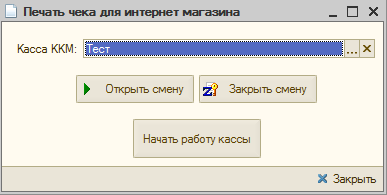 Печать чека для интернет магазина
Касса ККМ: Тест ...
Открыть смену Закрыть смену
Начать работу кассы
Закрыть